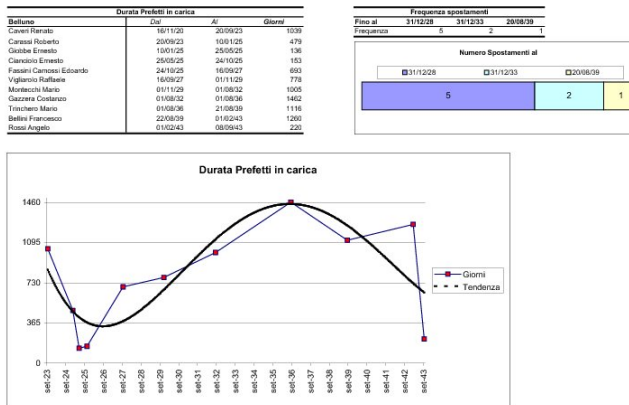 Durata Prefetti in carica
Belluno Dal Al Giorni
Caveri Renato 16/11/20 20/09/23 1039
Carassi Roberto 20/09/23 10/01/25 479
Giobbe Ernesto 10/01/25 25/05/25 136
Cianciolo Ernesto 25/05/25 24/10/25 153
Fassini Camossi Edoardo 24/10/25 16/09/27 693
Vigliarolo Raffaele 16/09/27 01/11/29 778
Montecchi Mario 01/11/29 01/08/32 1005
Gazzera Costanzo 01/08/32 01/08/36 1462
Trinchero Mario 01/08/36 21/08/39 1116
Bellini Francesco 22/08/39 01/02/43 1260
Rossi Angelo 01/02/43 08/09/43 220
Frequenza spostamenti
Fino al 31/12/28 31/12/33 20/08/39
Frequenza 5 2 1
Numero Spostamenti al
31/12/28 31/12/33 20/08/39
5 2 1
Durata Prefetti in carica
1460
1095
730
365
0
Giorni
Tendenza
set-23 set-24 set-25 set-26 set-27 set-28 set-29 set-30 set-31 set-32 set-33 set-34 set-35 set-36 set-37 set-38 set-39 set-40 set-41 set-42 set-43